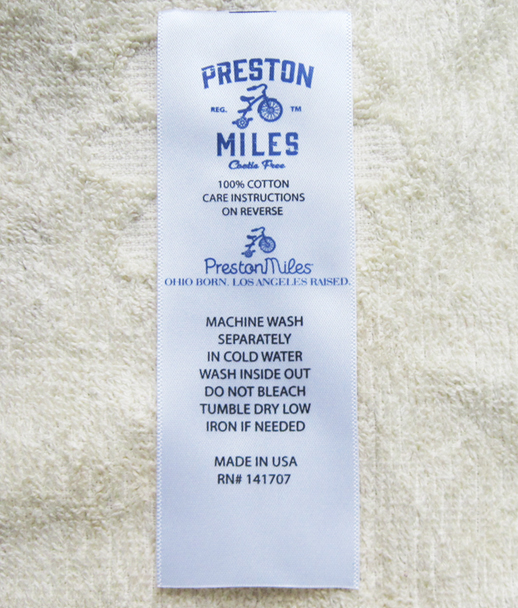 PRESTON
REG. TM
MILES
Cootie Free
100% COTTON
CARE INSTRUCTIONS
ON REVERSE
PrestonMiles
OHIO BORN. LOS ANGELES RAISED.
MACHINE WASH
SEPARATELY
IN COLD WATER
WASH INSIDE OUT
DO NOT BLEACH
TUMBLE DRY LOW
IRON IF NEEDED
MADE IN USA
RN# 141707